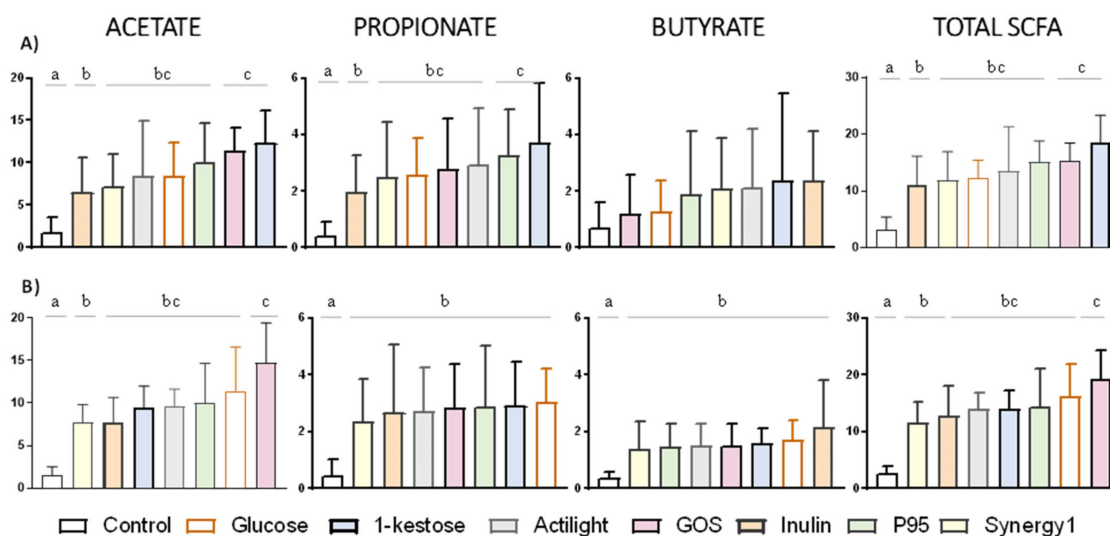 ACETATE PROPIONATE BUTYRATE TOTAL SCFA
A)
a b bc c a b bc c a b bc c
20 6 6 30
15
4 4 20
10
2 2 10
5
0 0 0 0
B)
a b bc c a b a b a b bc c
20 6 6 30
15
4 4 20
10
2 2 10
5
0 0 0 0
Control Glucose 1-kestose Actilight GOS Inulin P95 Synergy1